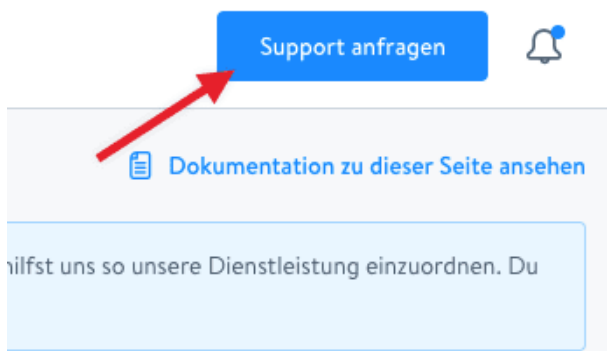 Support anfragen
Dokumentation zu dieser Seite ansehen
hilfst uns so unsere Dienstleistung einzuordnen. Du